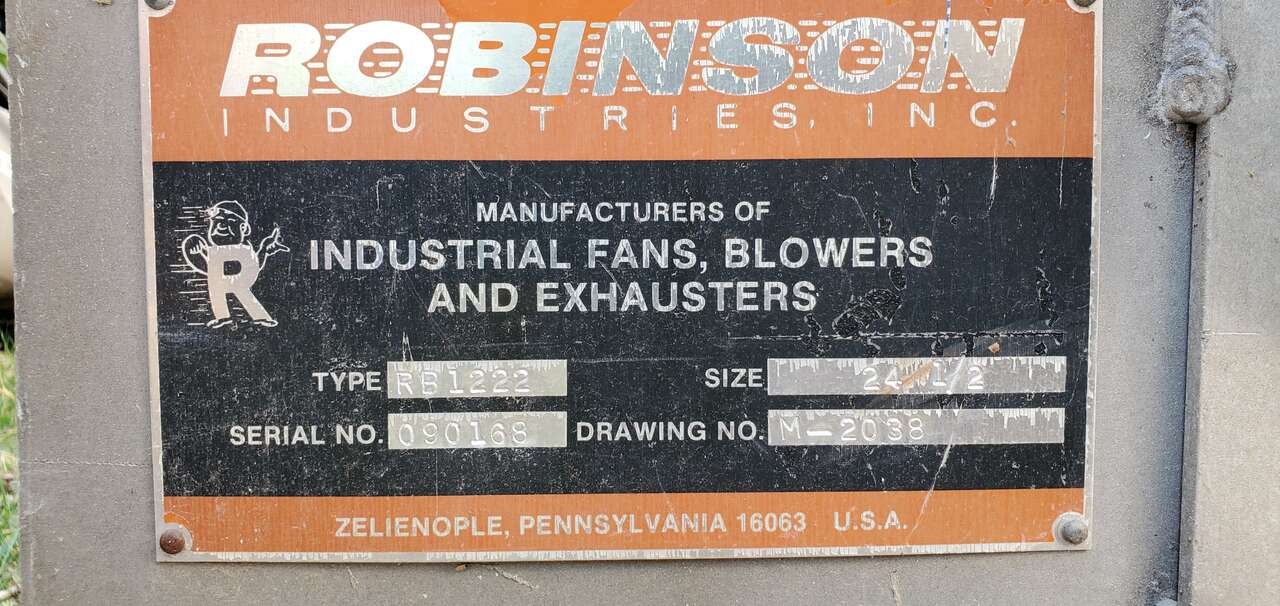 ROBINSON
INDUSTRIES, INC.
MANUFACTURERS OF
INDUSTRIAL FANS, BLOWERS
AND EXHAUSTERS
R
TYPE RB1222 SIZE 24 1/2
SERIAL NO. 090168 DRAWING NO. M-2038
ZELIENOPLE, PENNSYLVANIA 16063 U.S.A.